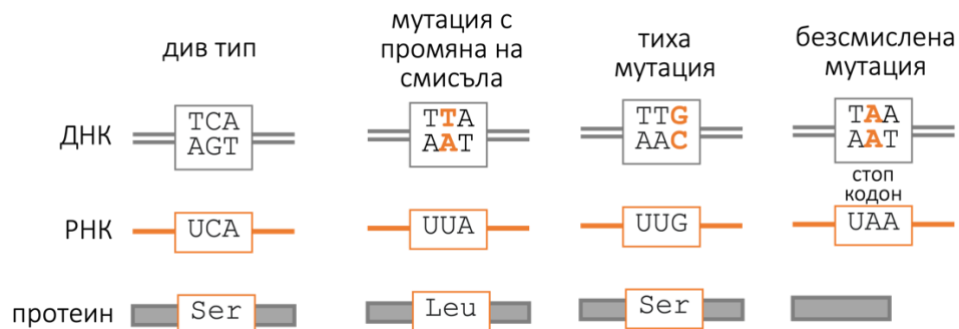 див тип
мутация с
промяна на
смисъла
тиха
мутация
безсмислена
мутация
ДНК
TCA
AGT
TTA
AAT
TTG
AAC
TAA
AAT
стоп
кодон
РНК
UCA
UUA
UUG
UAA
протеин
Ser
Leu
Ser